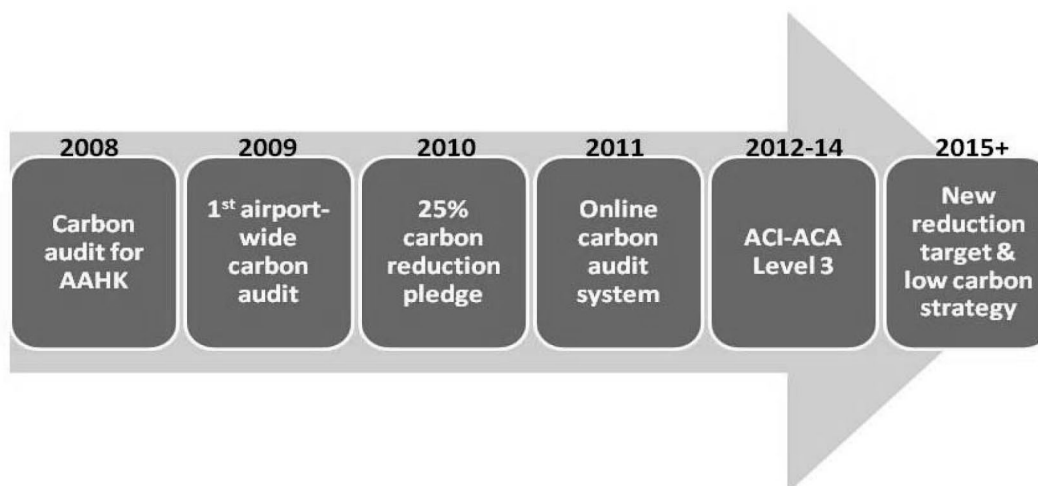 2008
Carbon
audit for
AAHK
2009
1st airport-
wide
carbon
audit
2010
25%
carbon
reduction
pledge
2011
Online
carbon
audit
system
2012-14
ACI-ACA
Level 3
2015+
New
reduction
target &
low carbon
strategy